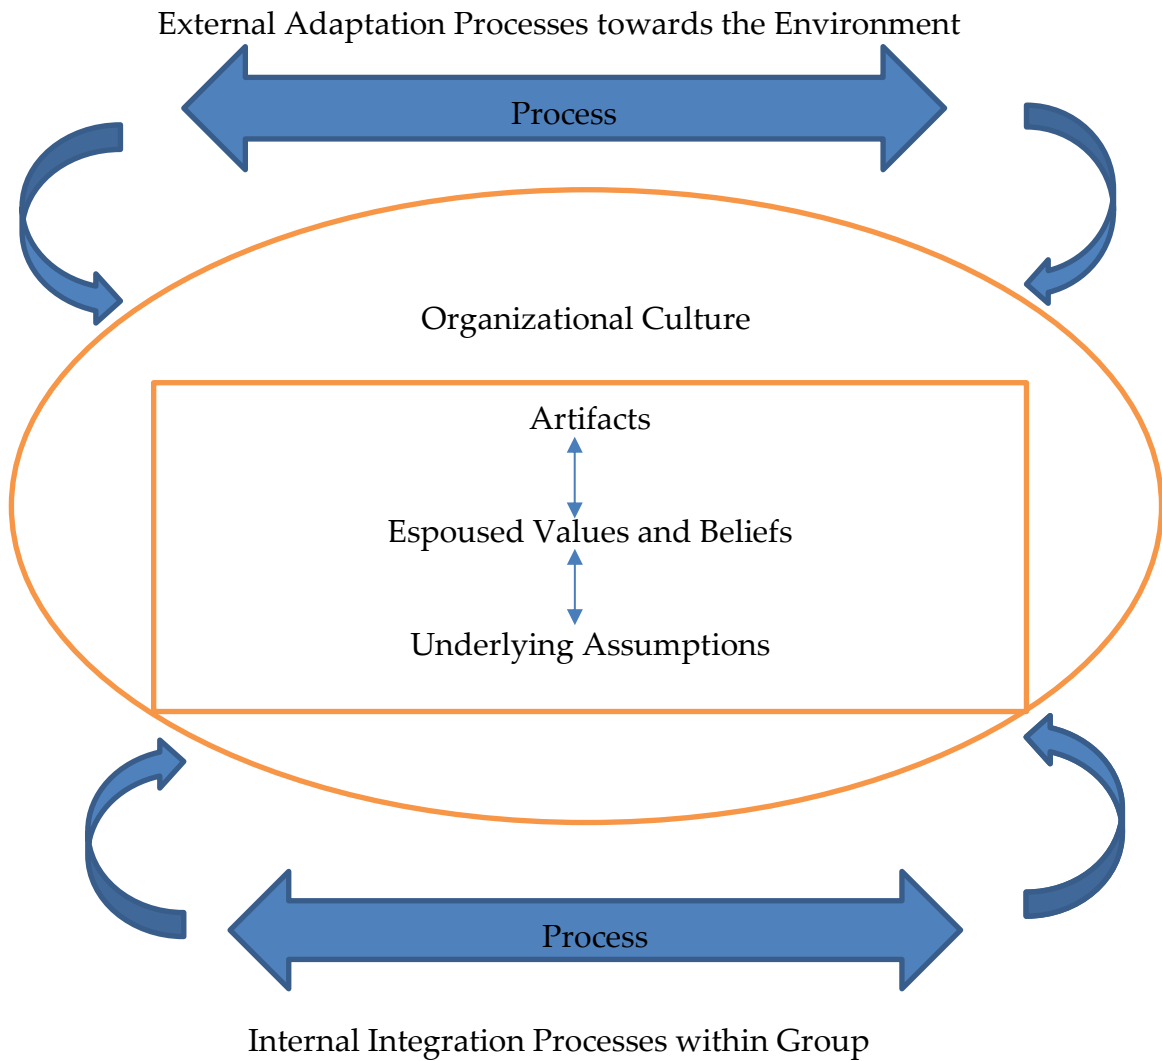 External Adaptation Processes towards the Environment
Process
Organizational Culture
Artifacts
Espoused Values and Beliefs
Underlying Assumptions
Process
Internal Integration Processes within Group